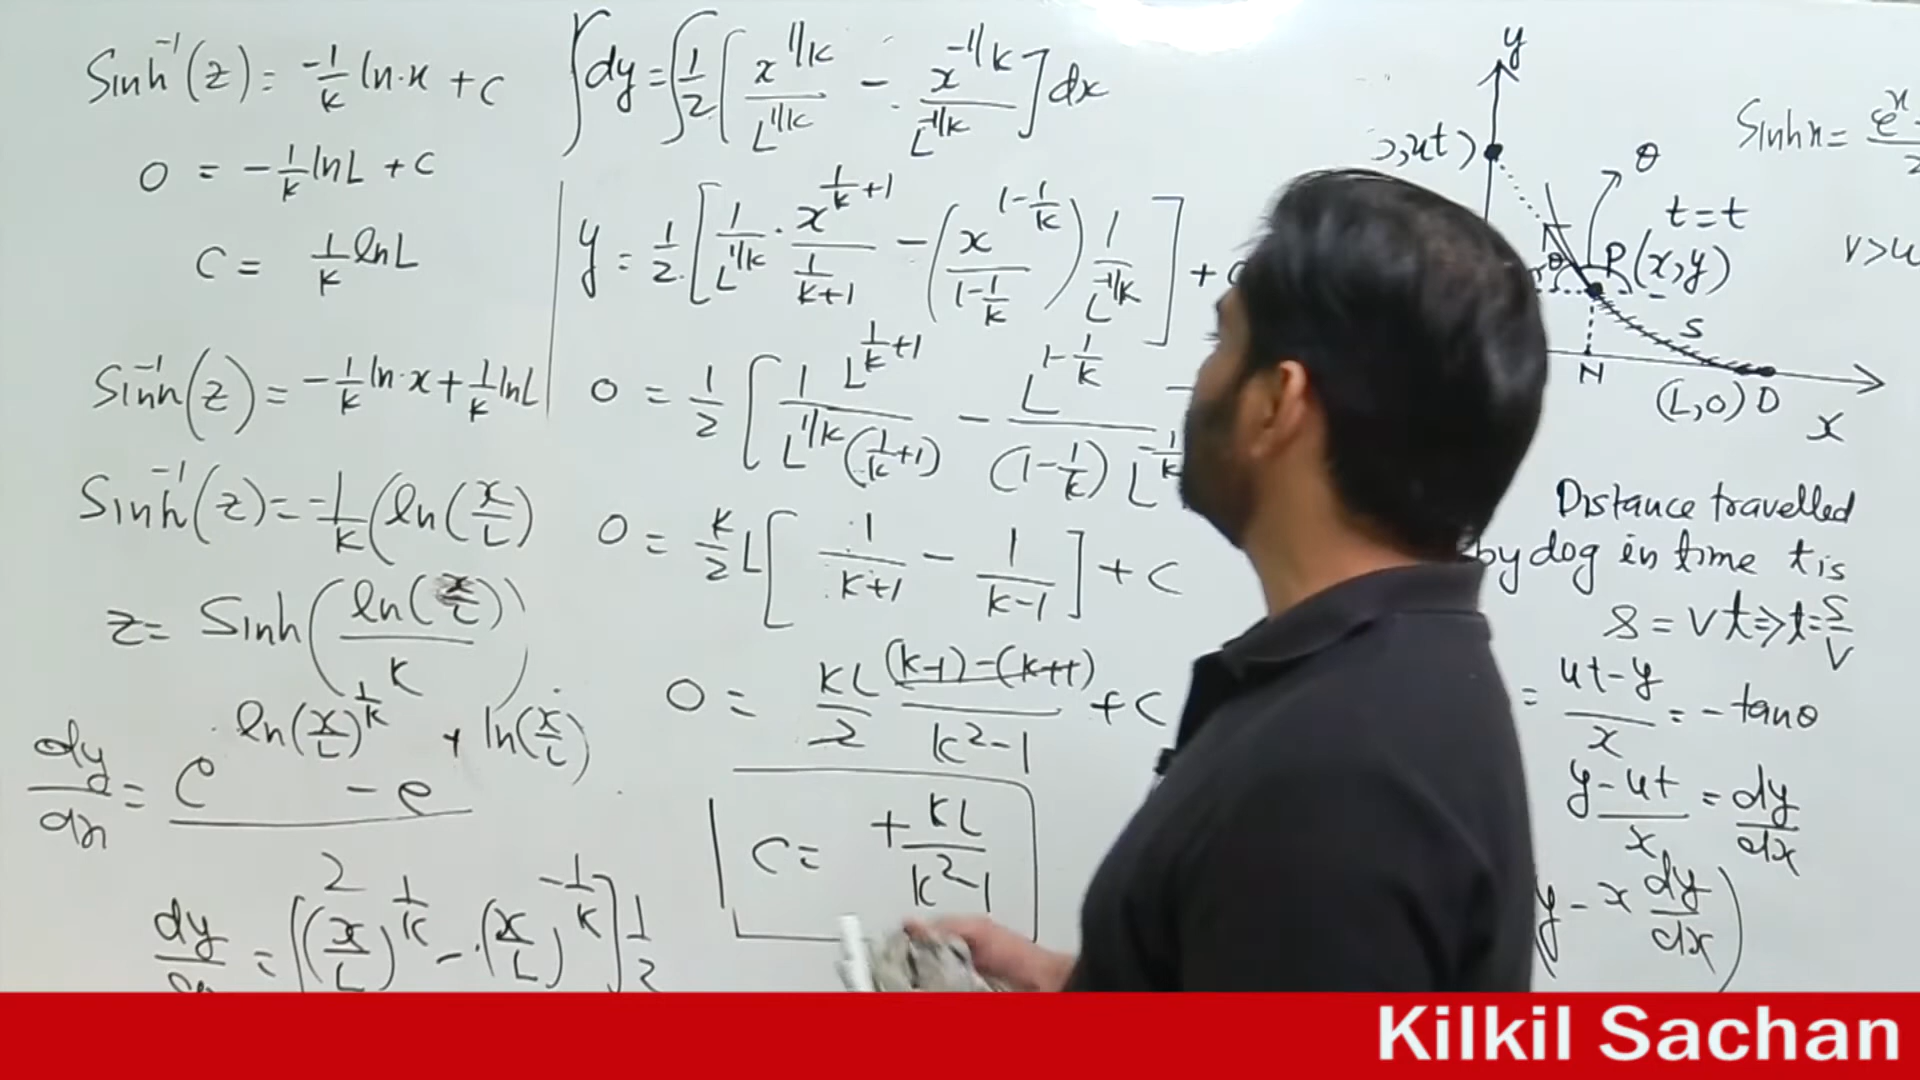 Sinh⁻¹(z) = -1/k ln·x + c
0 = -1/k lnL + c
c = 1/k lnL
Sinh⁻¹(z) = -1/k ln·x + 1/k lnL
Sinh⁻¹(z) = -1/k (ln(x/L)
z = Sinh(ln(x/L)/k)
dy/dx = e^(ln(x/L)^(1/k)) - e^(+ ln(x/L)) / 2
dy = [(x/L)^(1/k) - (x/L)^(-1/k)] 1/2
∫dy = ∫1/2 [x^(1/k)/L^(1/k) - x^(-1/k)/L^(-1/k)] dx
y = 1/2 [1/L^(1/k) · x^(1/k+1)/(1/k+1) - (x^(1-1/k)/(1-1/k)) 1/L^(-1/k)] +
0 = 1/2 [1 L^(1/k+1)/L^(1/k)(1/k+1) - L^(1-1/k)/(1-1/k) L^(-1/k)
0 = k/2 L [1/(k+1) - 1/(k-1)] + C
0 = KL/2 (k-1)-(k+1)/(k²-1) + C
C = + KL/(k²-1)
y
, ut)
θ
t=t
P(x,y)
θ
S
N
(L,0) D
x
Sinhx = e^x
V>u
Distance travelled
by dog in time t is
S = Vt ⇒ t = S/V
= (ut-y)/x = -tanθ
(y-ut)/x = dy/dx
y - x dy/dx)
Kilkil Sachan